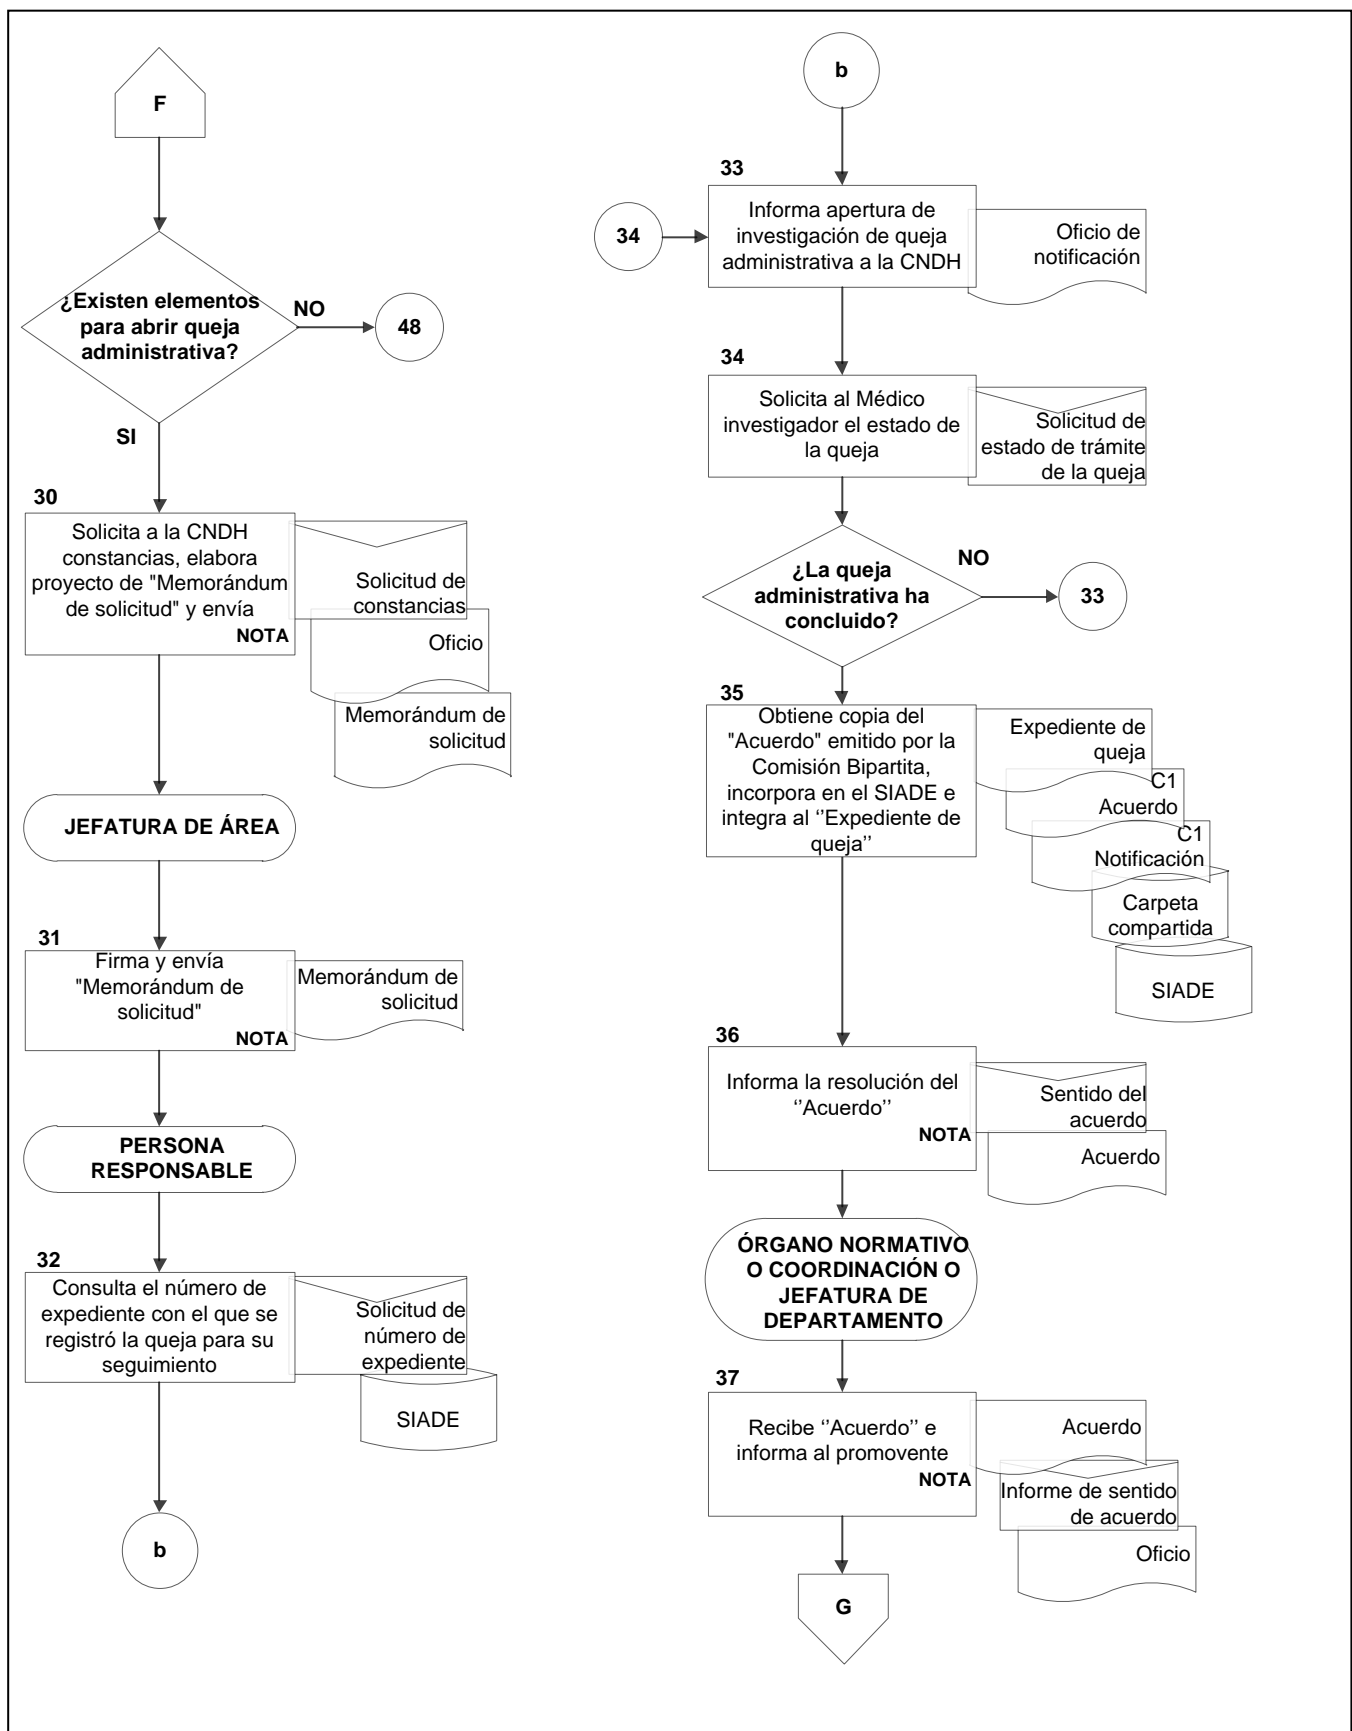 F
¿Existen elementos
para abrir queja
administrativa?
NO
48
SI
30
Solicita a la CNDH
constancias, elabora
proyecto de "Memorándum
de solicitud" y envía
NOTA
Solicitud de
constancias
Oficio
Memorándum de
solicitud
JEFATURA DE ÁREA
31
Firma y envía
"Memorándum de
solicitud"
NOTA
Memorándum de
solicitud
PERSONA
RESPONSABLE
32
Consulta el número de
expediente con el que se
registró la queja para su
seguimiento
Solicitud de
número de
expediente
SIADE
b
b
33
34
Informa apertura de
investigación de queja
administrativa a la CNDH
Oficio de
notificación
34
Solicita al Médico
investigador el estado de
la queja
Solicitud de
estado de trámite
de la queja
¿La queja
administrativa ha
concluido?
NO
33
35
Obtiene copia del
"Acuerdo" emitido por la
Comisión Bipartita,
incorpora en el SIADE e
integra al ‘’Expediente de
queja’’
Expediente de
queja
C1
Acuerdo
C1
Notificación
Carpeta
compartida
SIADE
36
Informa la resolución del
‘’Acuerdo’’
NOTA
Sentido del
acuerdo
Acuerdo
ÓRGANO NORMATIVO
O COORDINACIÓN O
JEFATURA DE
DEPARTAMENTO
37
Recibe ‘’Acuerdo’’ e
informa al promovente
NOTA
Acuerdo
Informe de sentido
de acuerdo
Oficio
G